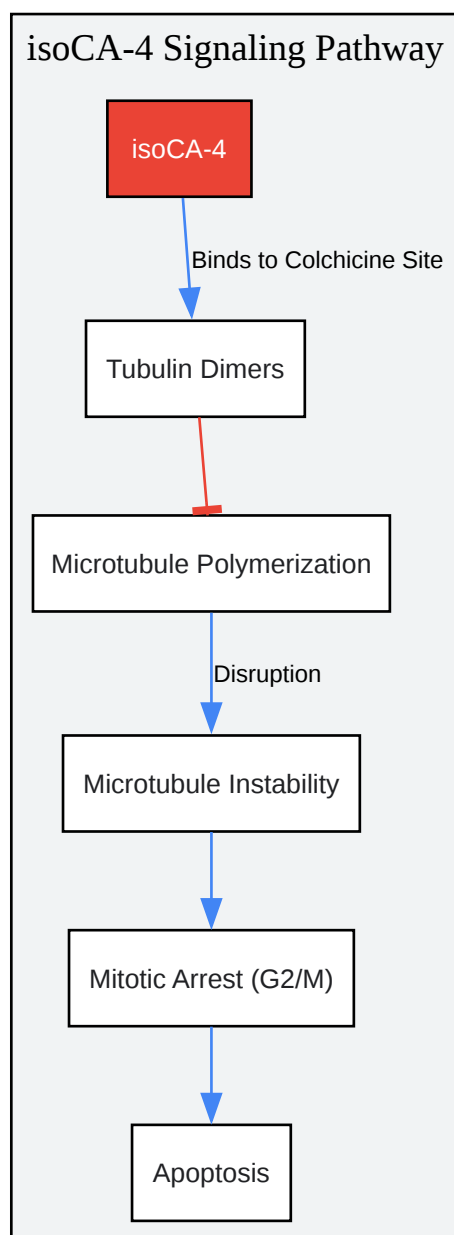 isoCA-4 Signaling Pathway
isoCA-4
Binds to Colchicine Site
Tubulin Dimers
Microtubule Polymerization
Disruption
Microtubule Instability
Mitotic Arrest (G2/M)
Apoptosis